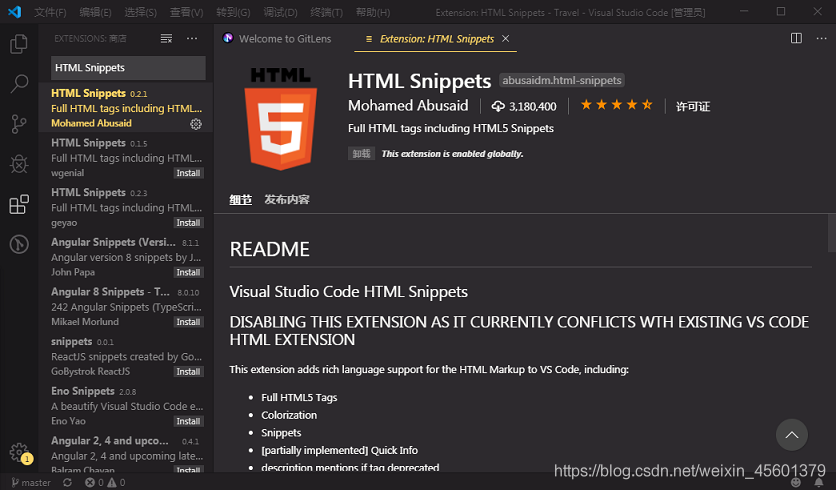 文件(F) 编辑(E) 选择(S) 查看(V) 转到(G) 调试(D) 终端(T) 帮助(H) Extension: HTML Snippets - Travel - Visual Studio Code [管理员]
EXTENSIONS: 商店
HTML Snippets
HTML Snippets 0.2.1
Full HTML tags including HTML...
Mohamed Abusaid
HTML Snippets 0.1.5
Full HTML tags including HTML...
wgenial Install
HTML Snippets 0.2.3
Full HTML tags including HTML...
geyao Install
Angular Snippets (Versi... 8.1.1
Angular version 8 snippets by J...
John Papa Install
Angular 8 Snippets - T... 8.0.10
242 Angular Snippets (TypeScri...
Mikael Morlund Install
snippets 0.0.1
ReactJS snippets created by Go...
GoBystrok ReactJS Install
Eno Snippets 2.0.8
A beautify Visual Studio Code e...
Eno Yao Install
Angular 2, 4 and upco... 0.4.1
Angular 2, 4 and upcoming late...
Balram Chavan Install
1
master 0 0
Welcome to GitLens
Extension: HTML Snippets
HTML
5
HTML Snippets abusaidm.html-snippets
Mohamed Abusaid 3,180,400 许可证
Full HTML tags including HTML5 Snippets
卸载 This extension is enabled globally.
细节 发布内容
README
Visual Studio Code HTML Snippets
DISABLING THIS EXTENSION AS IT CURRENTLY CONFLICTS WTH EXISTING VS CODE
HTML EXTENSION
This extension adds rich language support for the HTML Markup to VS Code, including:
Full HTML5 Tags
Colorization
Snippets
[partially implemented] Quick Info
description mentions if tag deprecated
https://blog.csdn.net/weixin_45601379